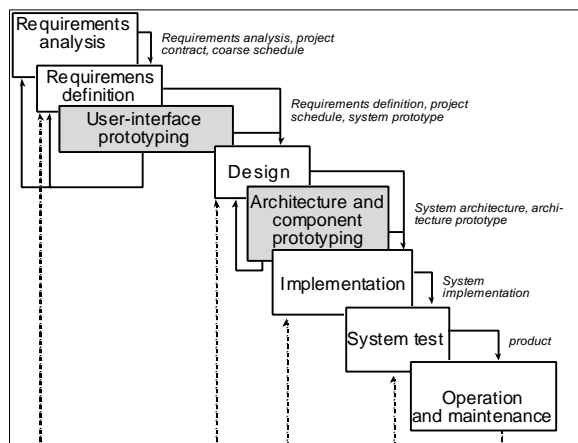 Requirements
analysis
Requirements analysis, project
contract, coarse schedule
Requiremens
definition
User-interface
prototyping
Requirements definition, project
schedule, system prototype
Design
Architecture and
component
prototyping
System architecture, archi-
tecture prototype
Implementation
System
implementation
System test
product
Operation
and maintenance